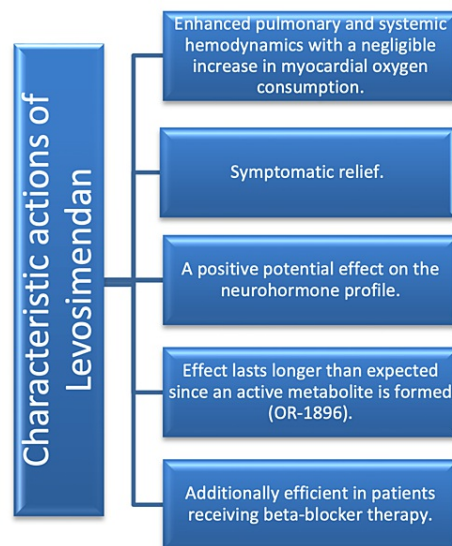 Characteristic actions of
Levosimendan
Enhanced pulmonary and systemic
hemodynamics with a negligible
increase in myocardial oxygen
consumption.
Symptomatic relief.
A positive potential effect on the
neurohormone profile.
Effect lasts longer than expected
since an active metabolite is formed
(OR-1896).
Additionally efficient in patients
receiving beta-blocker therapy.